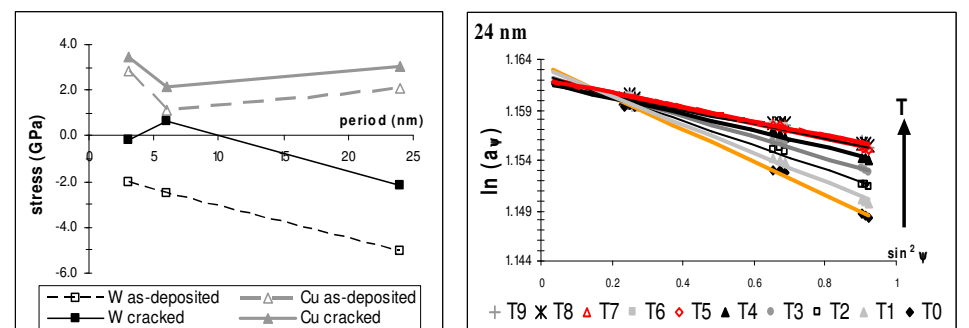 4.0
2.0
0.0
-2.0
-4.0
-6.0
stress (GPa)
0 5 10 15 20 25
period (nm)
W as-deposited
Cu as-deposited
W cracked
Cu cracked
24 nm
1.164
1.159
1.154
1.149
1.144
ln (aψ)
0 0.2 0.4 0.6 0.8 1
T
sin² ψ
T9 T8 T7 T6 T5 T4 T3 T2 T1 T0